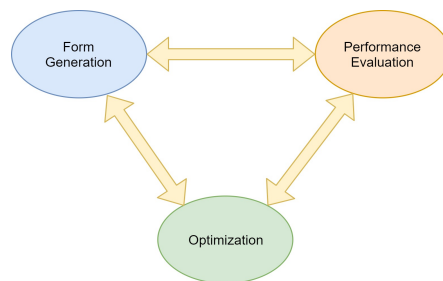 Form
Generation
Performance
Evaluation
Optimization